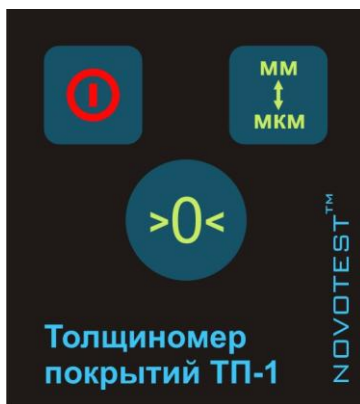 ММ
МКМ
>0<
Толщиномер
покрытий ТП-1
NOVOTEST™